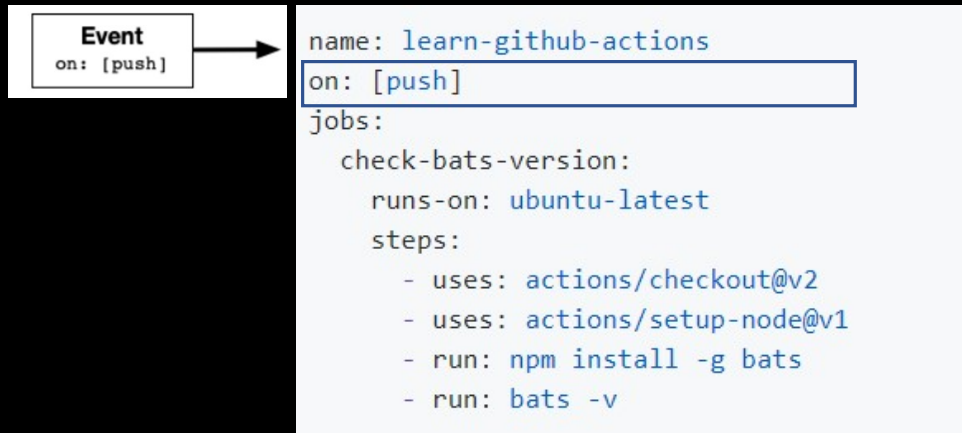 Event
on: [push]
name: learn-github-actions
on: [push]
jobs:
  check-bats-version:
    runs-on: ubuntu-latest
    steps:
      - uses: actions/checkout@v2
      - uses: actions/setup-node@v1
      - run: npm install -g bats
      - run: bats -v